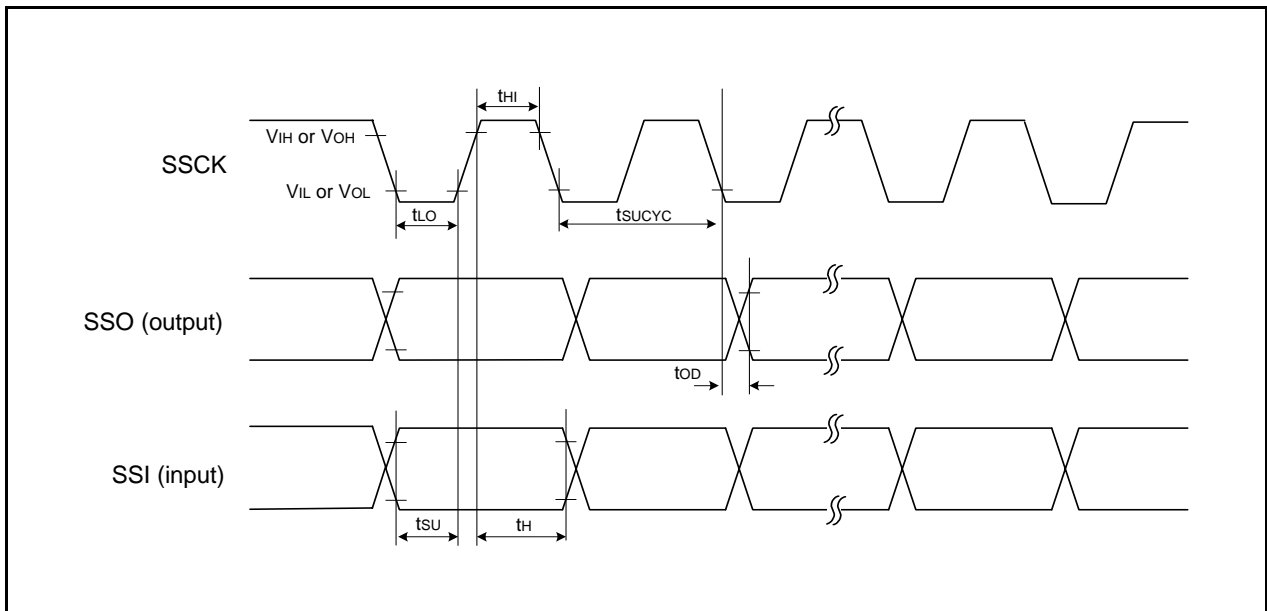 tHI
VIH or VOH
SSCK
VIL or VOL
tLO
tSUCYC
SSO (output)
tOD
SSI (input)
tSU
tH